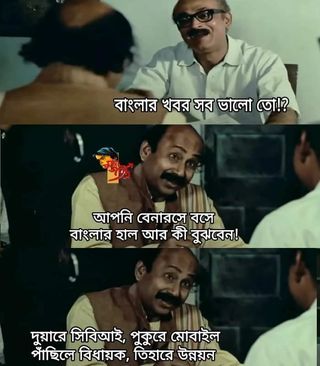 বাংলার খবর সব ভালো তো!?
আপনি বেনারসে বসে
বাংলার হাল আর কী বুঝবেন!
দুয়ারে সিবিআই, পুকুরে মোবাইল
পাঁছিলে বিধায়ক, তিহারে উন্নয়ন